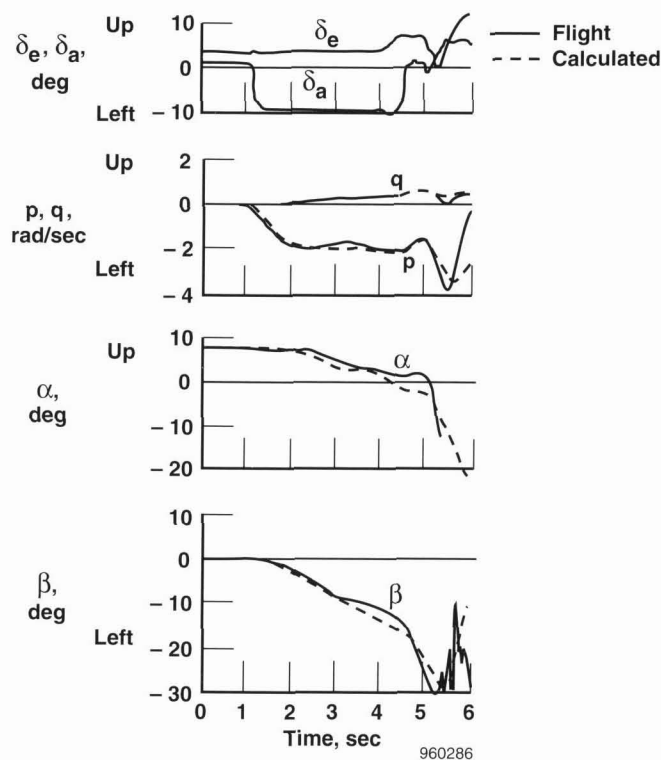 Flight
Calculated
Up
δe, δa,
deg
Left
10
0
– 10
δe
δa
Up
p, q,
rad/sec
Left
2
0
– 2
– 4
q
p
Up
α,
deg
10
0
– 10
– 20
α
β,
deg
Left
10
0
– 10
– 20
– 30
β
0 1 2 3 4 5 6
Time, sec
960286